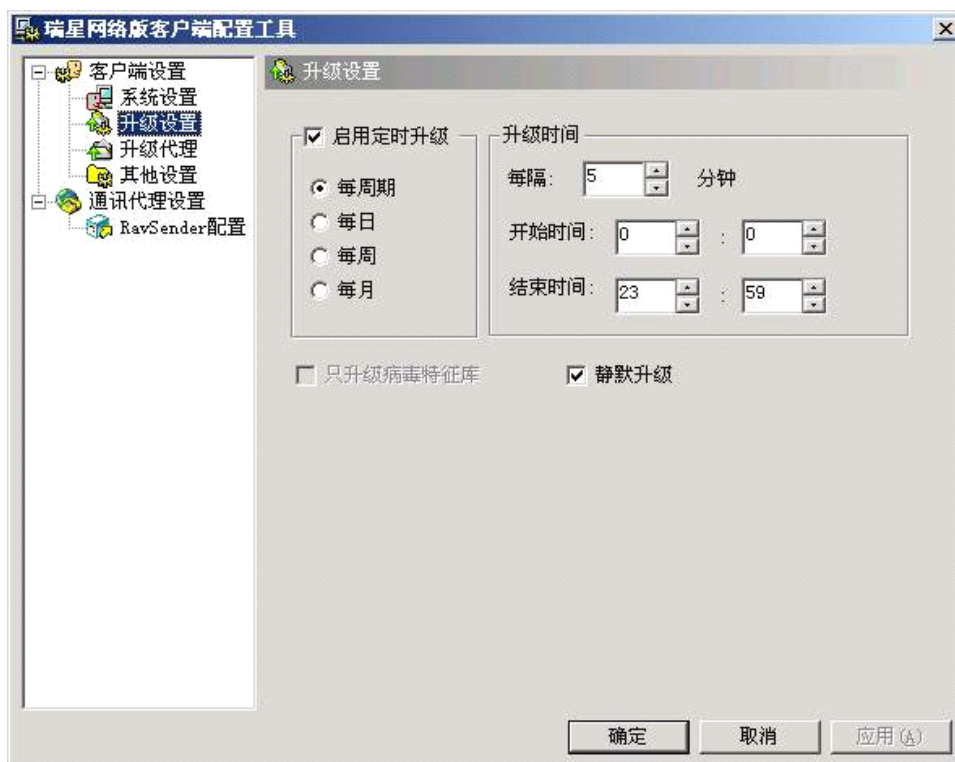 瑞星网络版客户端配置工具
客户端设置
系统设置
升级设置
升级代理
其他设置
通讯代理设置
RavSender配置
升级设置
启用定时升级
每周期
每日
每周
每月
升级时间
每隔: 5 分钟
开始时间: 0 : 0
结束时间: 23 : 59
只升级病毒特征库
静默升级
确定
取消
应用(A)